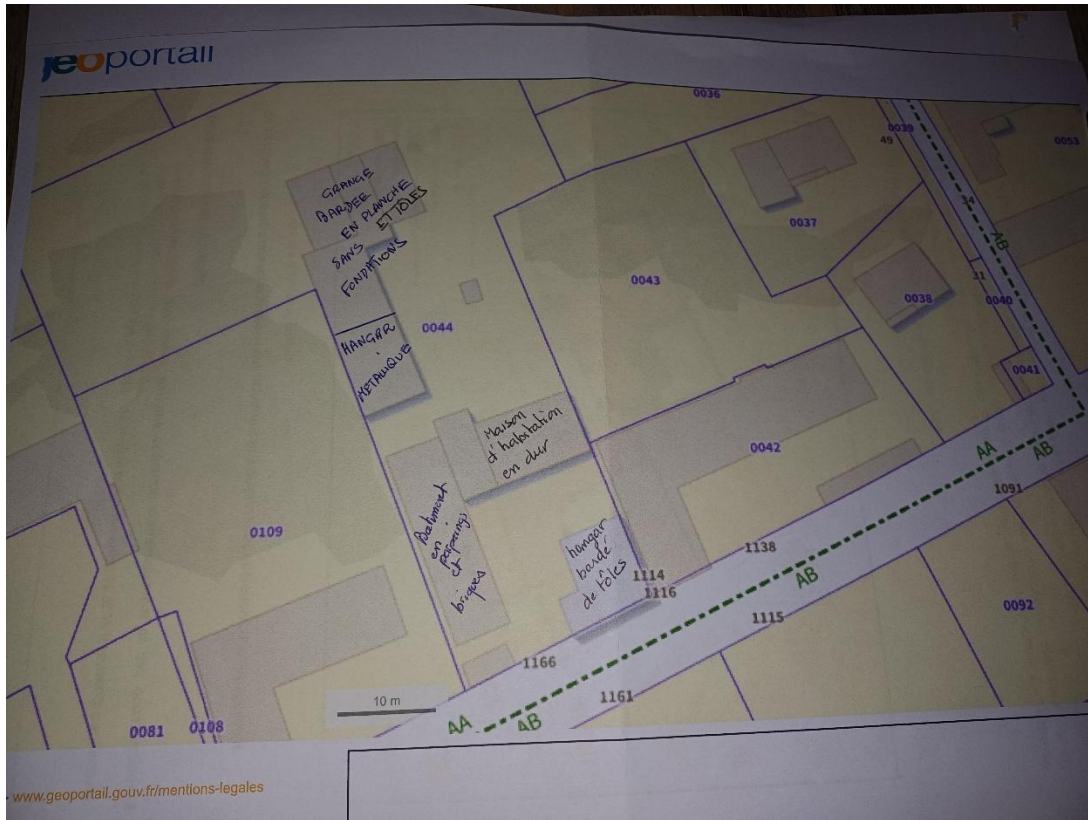 géoportail
0036
0039
49
0053
GRANGE
BARDEE
EN PLANCHE
ET TÔLES
SANS
FONDATIONS
0037
34
AB
0043
31
0038
0040
0044
HANGAR
METALLIQUE
0041
Maison
d'habitation
en dur
0042
AA
AB
1091
Batiment
en
parpaings
et
briques
0109
hangar
bardé
de tôles
1138
1114
1116
AB
1115
0092
1166
1161
10 m
AA
AB
0081
0108
www.geoportail.gouv.fr/mentions-legales